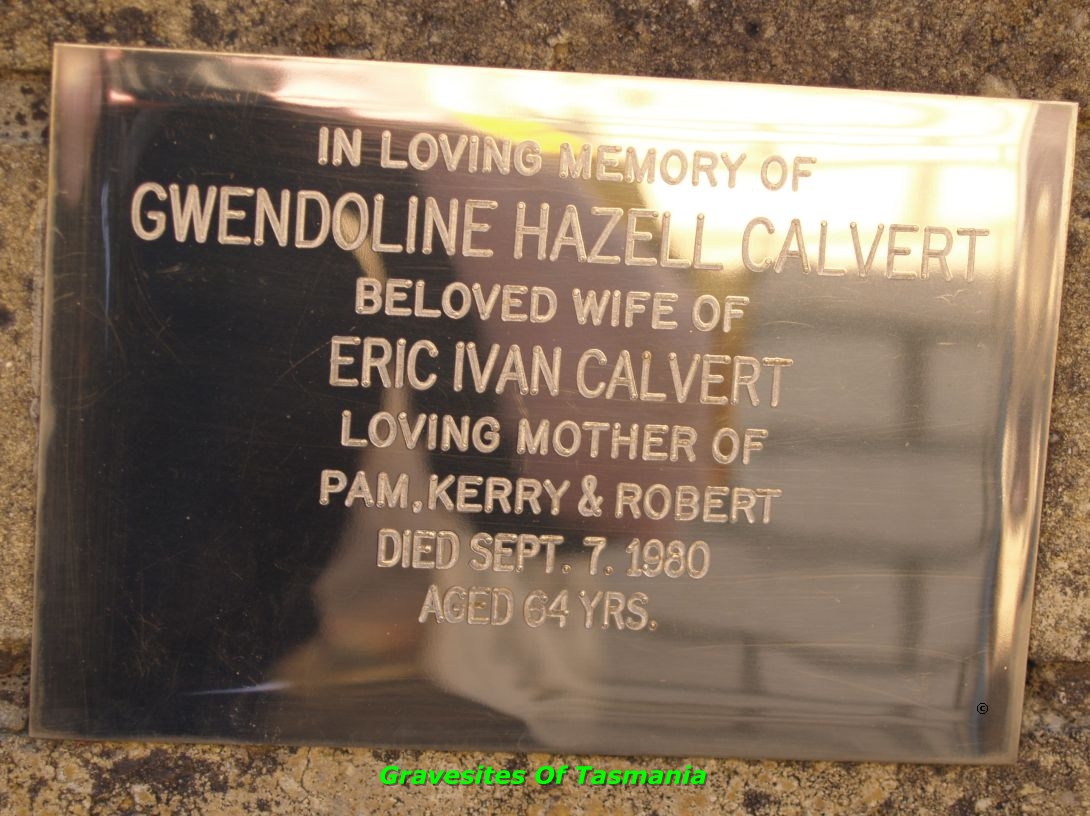 IN LOVING MEMORY OF
GWENDOLINE HAZELL CALVERT
BELOVED WIFE OF
ERIC IVAN CALVERT
LOVING MOTHER OF
PAM, KERRY & ROBERT
DIED SEPT. 7. 1980
AGED 64 YRS.
©
Gravesites Of Tasmania